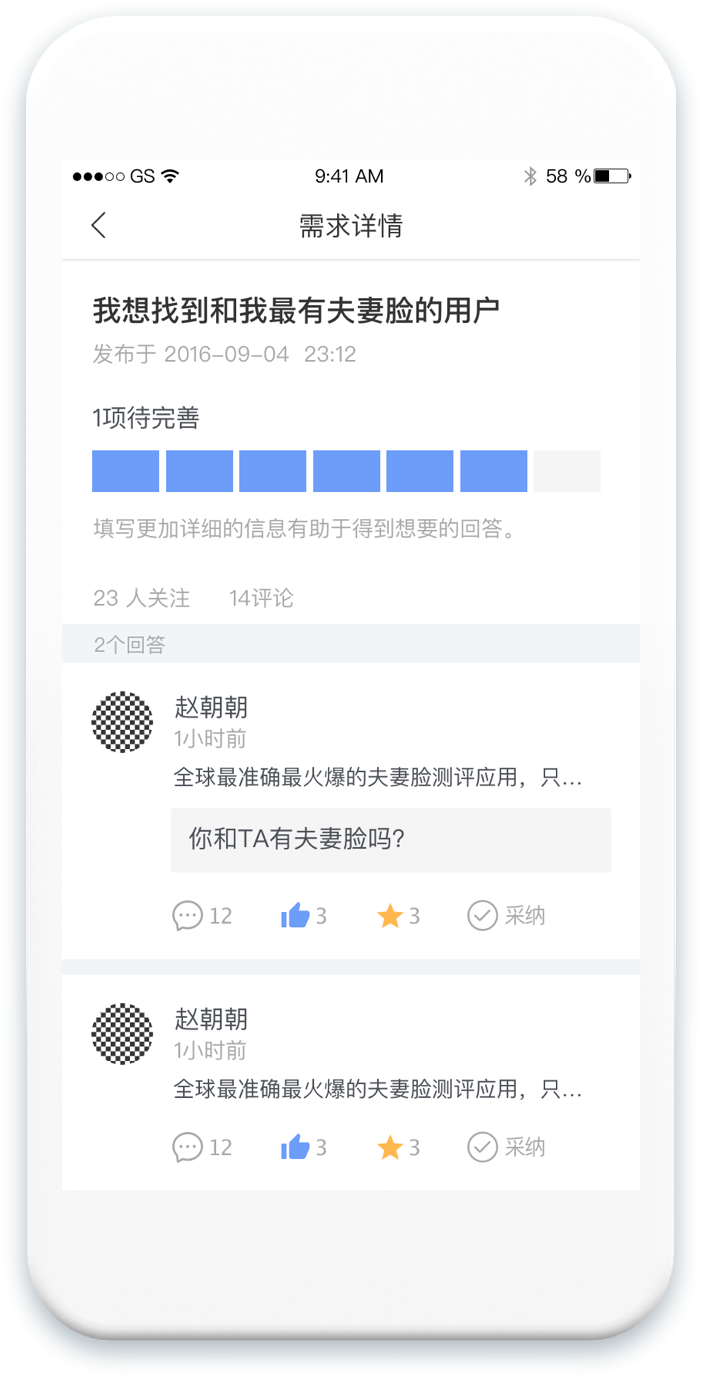 GS 9:41 AM 58 %
需求详情
我想找到和我最有夫妻脸的用户
发布于 2016-09-04 23:12
1项待完善
填写更加详细的信息有助于得到想要的回答。
23 人关注 14评论
2个回答
赵朝朝
1小时前
全球最准确最火爆的夫妻脸测评应用，只...
你和TA有夫妻脸吗?
12 3 3 采纳
赵朝朝
1小时前
全球最准确最火爆的夫妻脸测评应用，只...
12 3 3 采纳